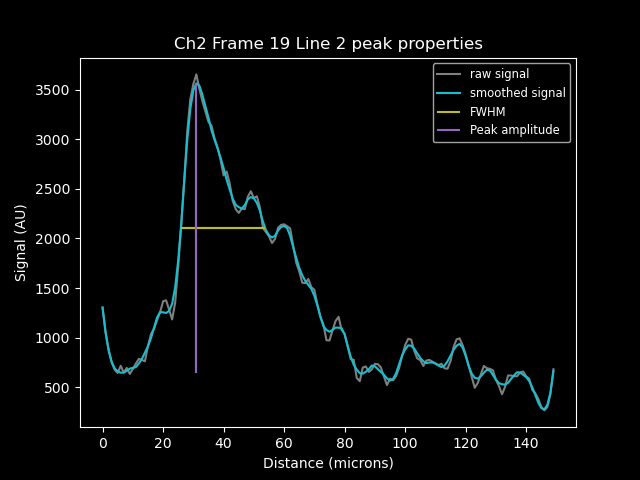 Ch2 Frame 19 Line 2 peak properties
raw signal
smoothed signal
FWHM
Peak amplitude
3500
3000
2500
2000
1500
1000
500
Signal (AU)
0 20 40 60 80 100 120 140
Distance (microns)